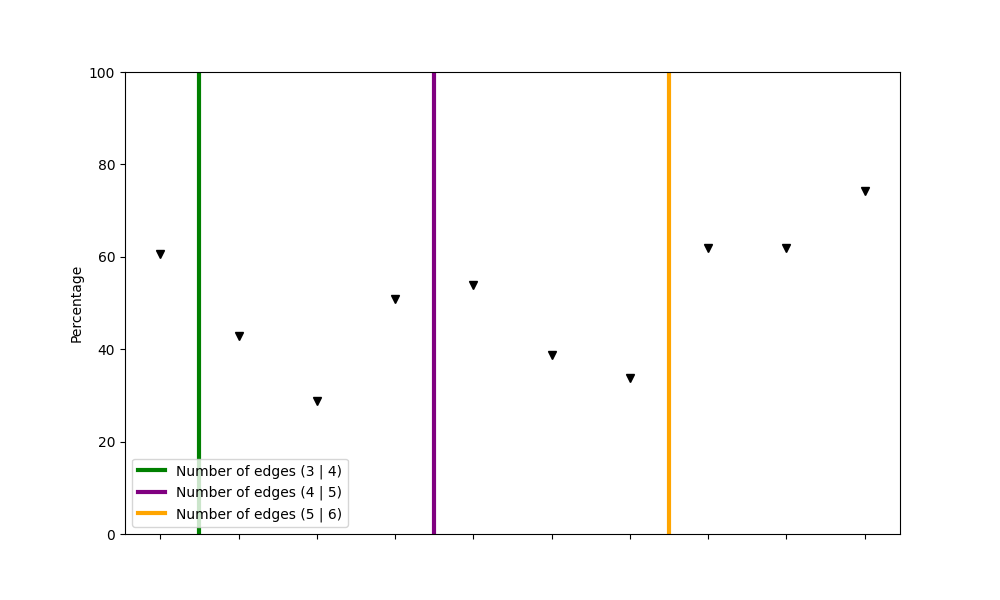 100
80
60
40
20
0
Percentage
Number of edges (3 | 4)
Number of edges (4 | 5)
Number of edges (5 | 6)